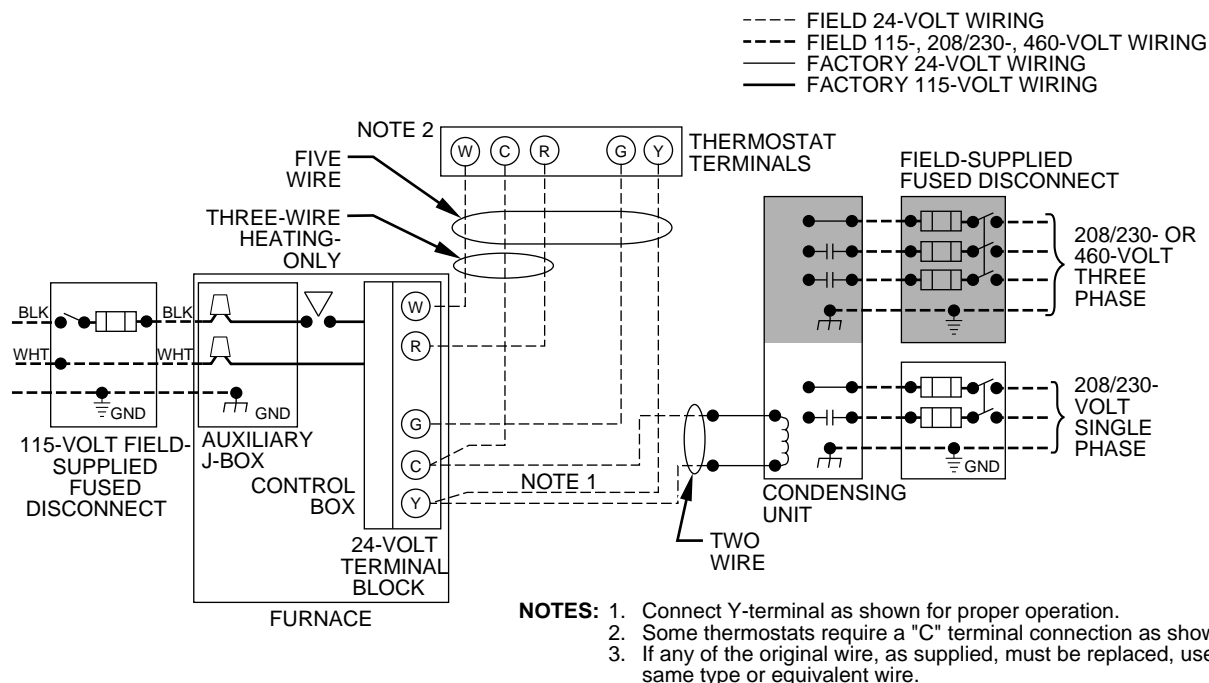 FIELD 24-VOLT WIRING
FIELD 115-, 208/230-, 460-VOLT WIRING
FACTORY 24-VOLT WIRING
FACTORY 115-VOLT WIRING
NOTE 2
W C R G Y
THERMOSTAT
TERMINALS
FIVE
WIRE
THREE-WIRE
HEATING-
ONLY
FIELD-SUPPLIED
FUSED DISCONNECT
208/230- OR
460-VOLT
THREE
PHASE
BLK
BLK
WHT
WHT
GND
GND
W
R
G
C
Y
NOTE 1
115-VOLT FIELD-
SUPPLIED
FUSED
DISCONNECT
AUXILIARY
J-BOX
CONTROL
BOX
24-VOLT
TERMINAL
BLOCK
FURNACE
TWO
WIRE
CONDENSING
UNIT
GND
208/230-
VOLT
SINGLE
PHASE
NOTES: 1. Connect Y-terminal as shown for proper operation.
2. Some thermostats require a "C" terminal connection as
3. If any of the original wire, as supplied, must be replaced, use
same type or equivalent wire.